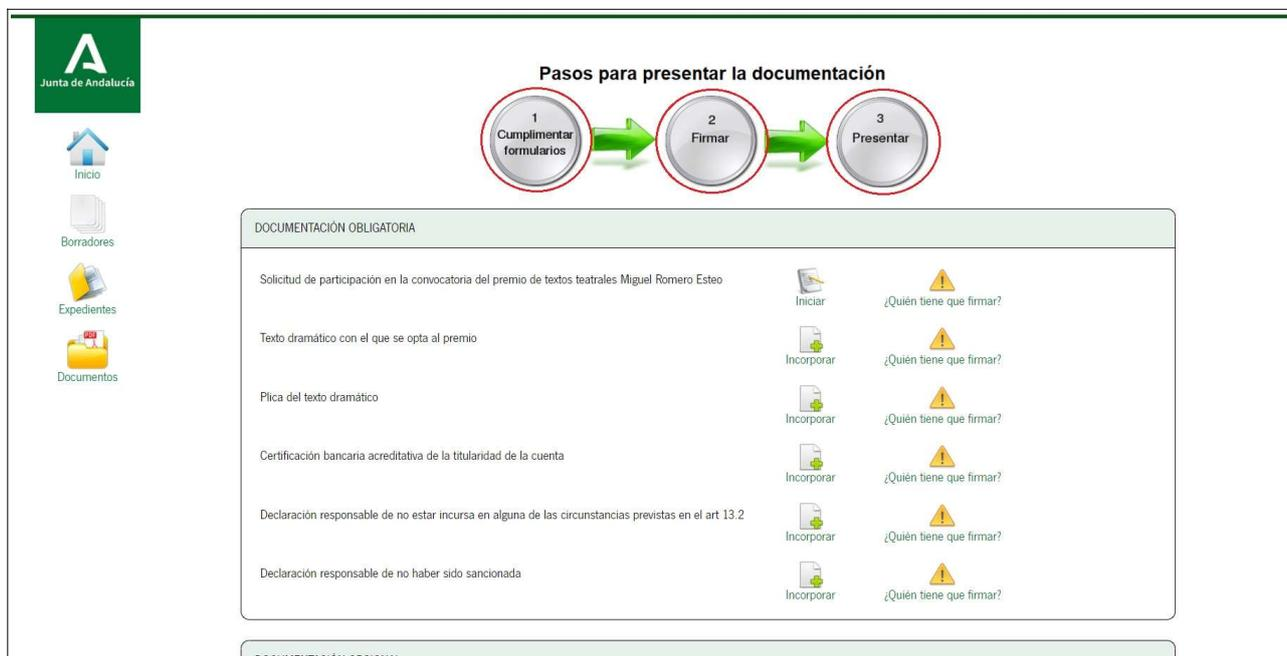 Junta de Andalucía
Inicio
Borradores
Expedientes
PDF
Documentos
Pasos para presentar la documentación
1
Cumplimentar
formularios
2
Firmar
3
Presentar
DOCUMENTACIÓN OBLIGATORIA
Solicitud de participación en la convocatoria del premio de textos teatrales Miguel Romero Esteo
Iniciar
¿Quién tiene que firmar?
Texto dramático con el que se opta al premio
Incorporar
¿Quién tiene que firmar?
Plica del texto dramático
Incorporar
¿Quién tiene que firmar?
Certificación bancaria acreditativa de la titularidad de la cuenta
Incorporar
¿Quién tiene que firmar?
Declaración responsable de no estar incursa en alguna de las circunstancias previstas en el art 13.2
Incorporar
¿Quién tiene que firmar?
Declaración responsable de no haber sido sancionada
Incorporar
¿Quién tiene que firmar?